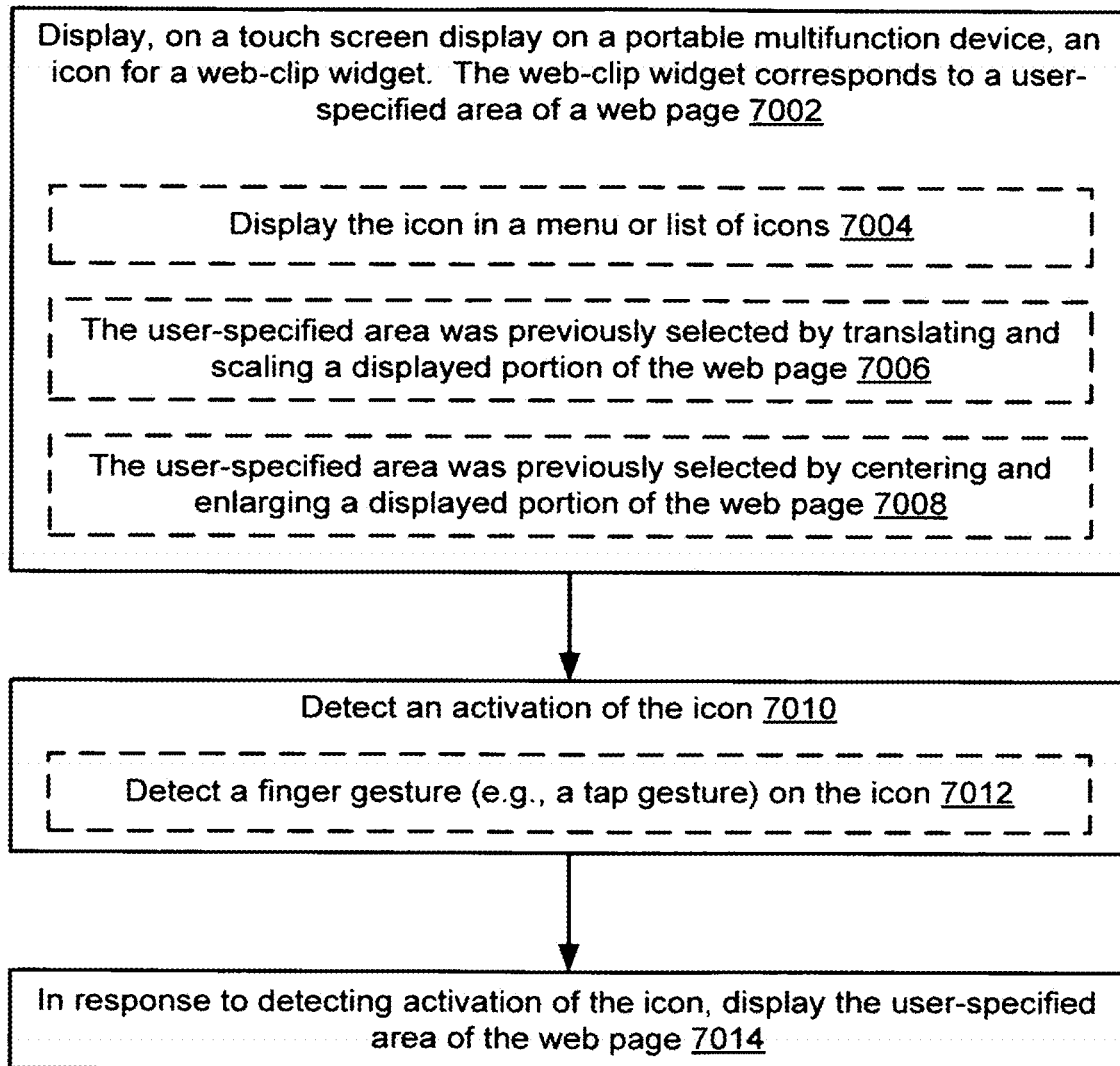 Display, on a touch screen display on a portable multifunction device, an
icon for a web-clip widget. The web-clip widget corresponds to a user-
specified area of a web page 7002
Display the icon in a menu or list of icons 7004
The user-specified area was previously selected by translating and
scaling a displayed portion of the web page 7006
The user-specified area was previously selected by centering and
enlarging a displayed portion of the web page 7008
Detect an activation of the icon 7010
Detect a finger gesture (e.g., a tap gesture) on the icon 7012
In response to detecting activation of the icon, display the user-specified
area of the web page 7014